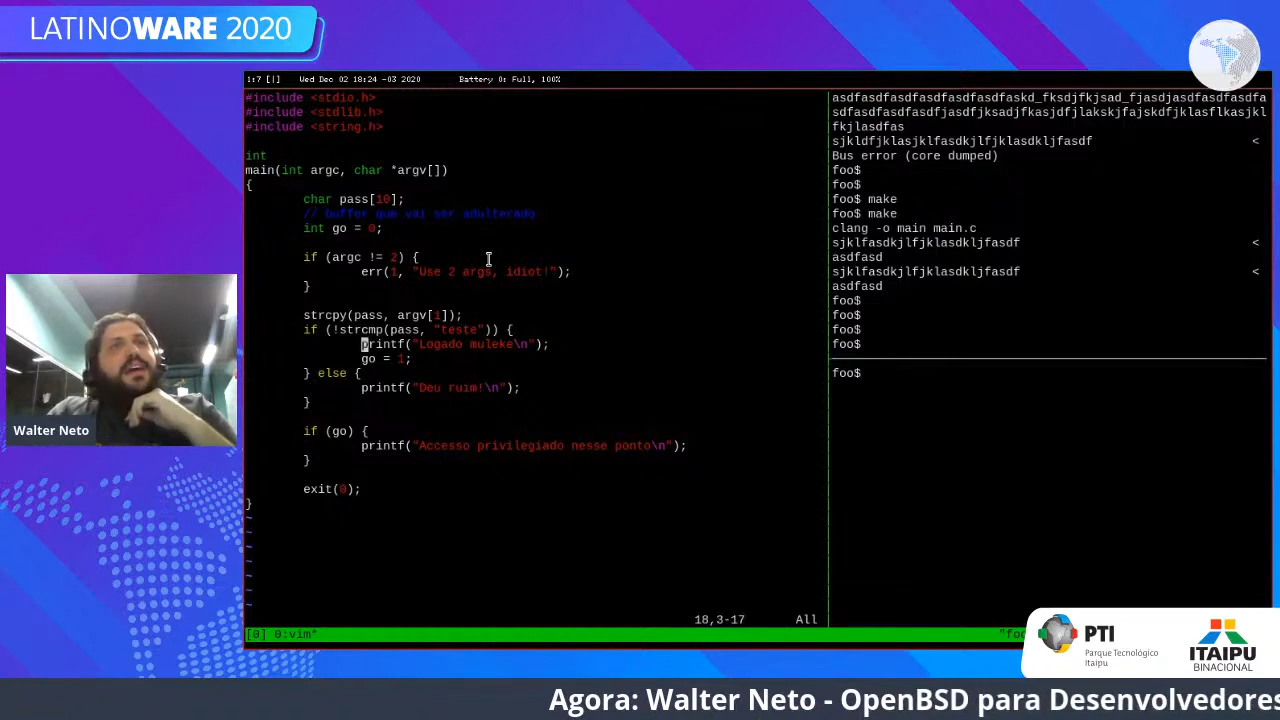 LATINOWARE 2020
1:7 [|] Wed Dec 02 18:24 -03 2020 Battery 0: Full, 100%
#include <stdio.h>
#include <stdlib.h>
#include <string.h>
int
main(int argc, char *argv[])
{
char pass[10];
// buffer que vai ser adulterado
int go = 0;
if (argc != 2) {
err(1, "Use 2 args, idiot!");
}
strcpy(pass, argv[1]);
if (!strcmp(pass, "teste")) {
printf("Logado muleke\n");
go = 1;
} else {
printf("Deu ruim!\n");
}
if (go) {
printf("Accesso privilegiado nesse ponto\n");
}
exit(0);
}
~
~
~
~
~
~
~
18,3-17 All
[0] 0:vim*
asdfasdfasdfasdfasdfasdfaskd_fksdjfkjsad_fjasdjasdfasdfasdfa
sdfasdfasdfasdfjasdfjksadjfkasjdfjlakskjfajskdfjklasflkasjkl
fkjlasdfas
sjkldfjklasjklfasdkjlfjklasdkljfasdf <
Bus error (core dumped)
foo$
foo$
foo$ make
foo$ make
clang -o main main.c
sjklfasdkjlfjklasdkljfasdf <
asdfasd
sjklfasdkjlfjklasdkljfasdf <
asdfasd
foo$
foo$
foo$
foo$
foo$
"foo
Walter Neto
PTI
Parque Tecnológico
Itaipu
ITAIPU
BINACIONAL
Agora: Walter Neto - OpenBSD para Desenvolvedores